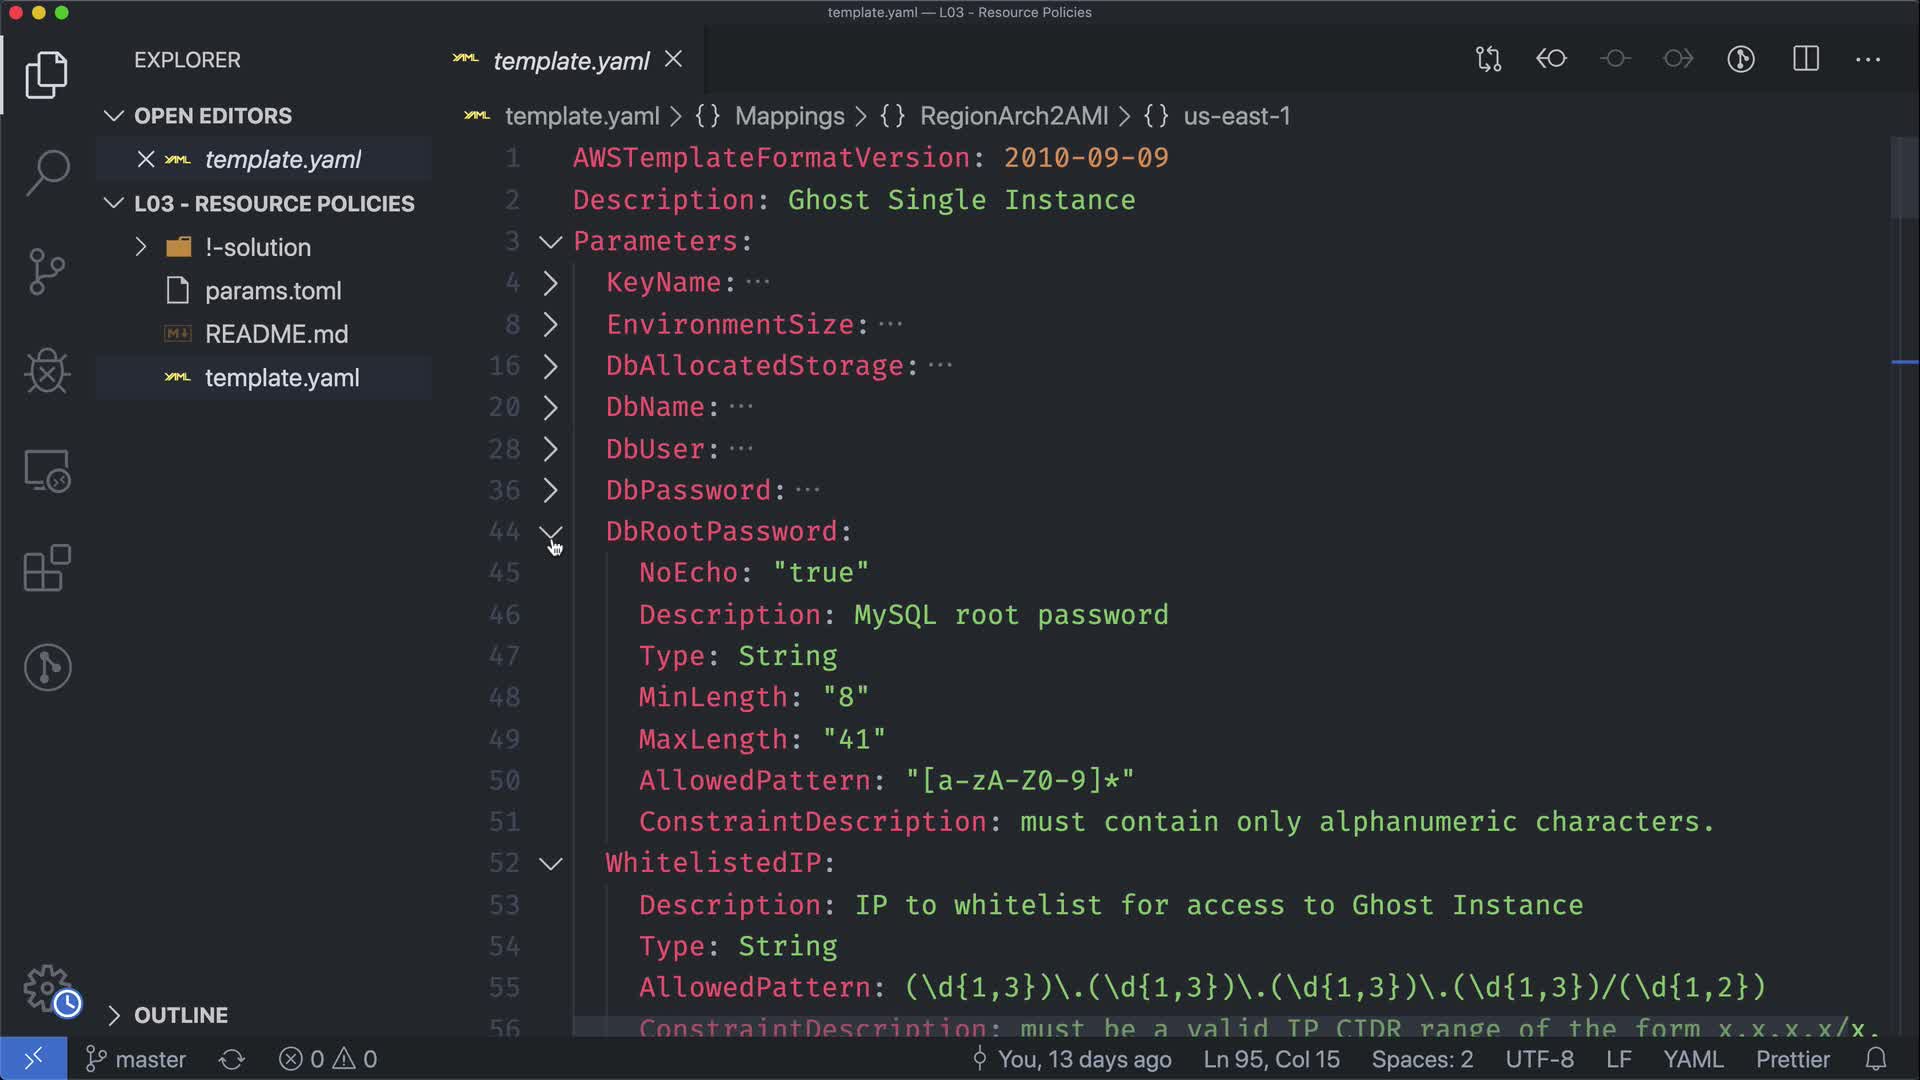 template.yaml — L03 - Resource Policies
EXPLORER
OPEN EDITORS
template.yaml
L03 - RESOURCE POLICIES
!-solution
params.toml
README.md
template.yaml
OUTLINE
template.yaml
template.yaml > {} Mappings > {} RegionArch2AMI > {} us-east-1
1 AWSTemplateFormatVersion: 2010-09-09
2 Description: Ghost Single Instance
3 Parameters:
4 KeyName: ...
8 EnvironmentSize: ...
16 DbAllocatedStorage: ...
20 DbName: ...
28 DbUser: ...
36 DbPassword: ...
44 DbRootPassword:
45 NoEcho: "true"
46 Description: MySQL root password
47 Type: String
48 MinLength: "8"
49 MaxLength: "41"
50 AllowedPattern: "[a-zA-Z0-9]*"
51 ConstraintDescription: must contain only alphanumeric characters.
52 WhitelistedIP:
53 Description: IP to whitelist for access to Ghost Instance
54 Type: String
55 AllowedPattern: (\d{1,3})\.(\d{1,3})\.(\d{1,3})\.(\d{1,3})/(\d{1,2})
56 ConstraintDescription: must be a valid IP CIDR range of the form x.x.x.x/x.
master 0 0 You, 13 days ago Ln 95, Col 15 Spaces: 2 UTF-8 LF YAML Prettier